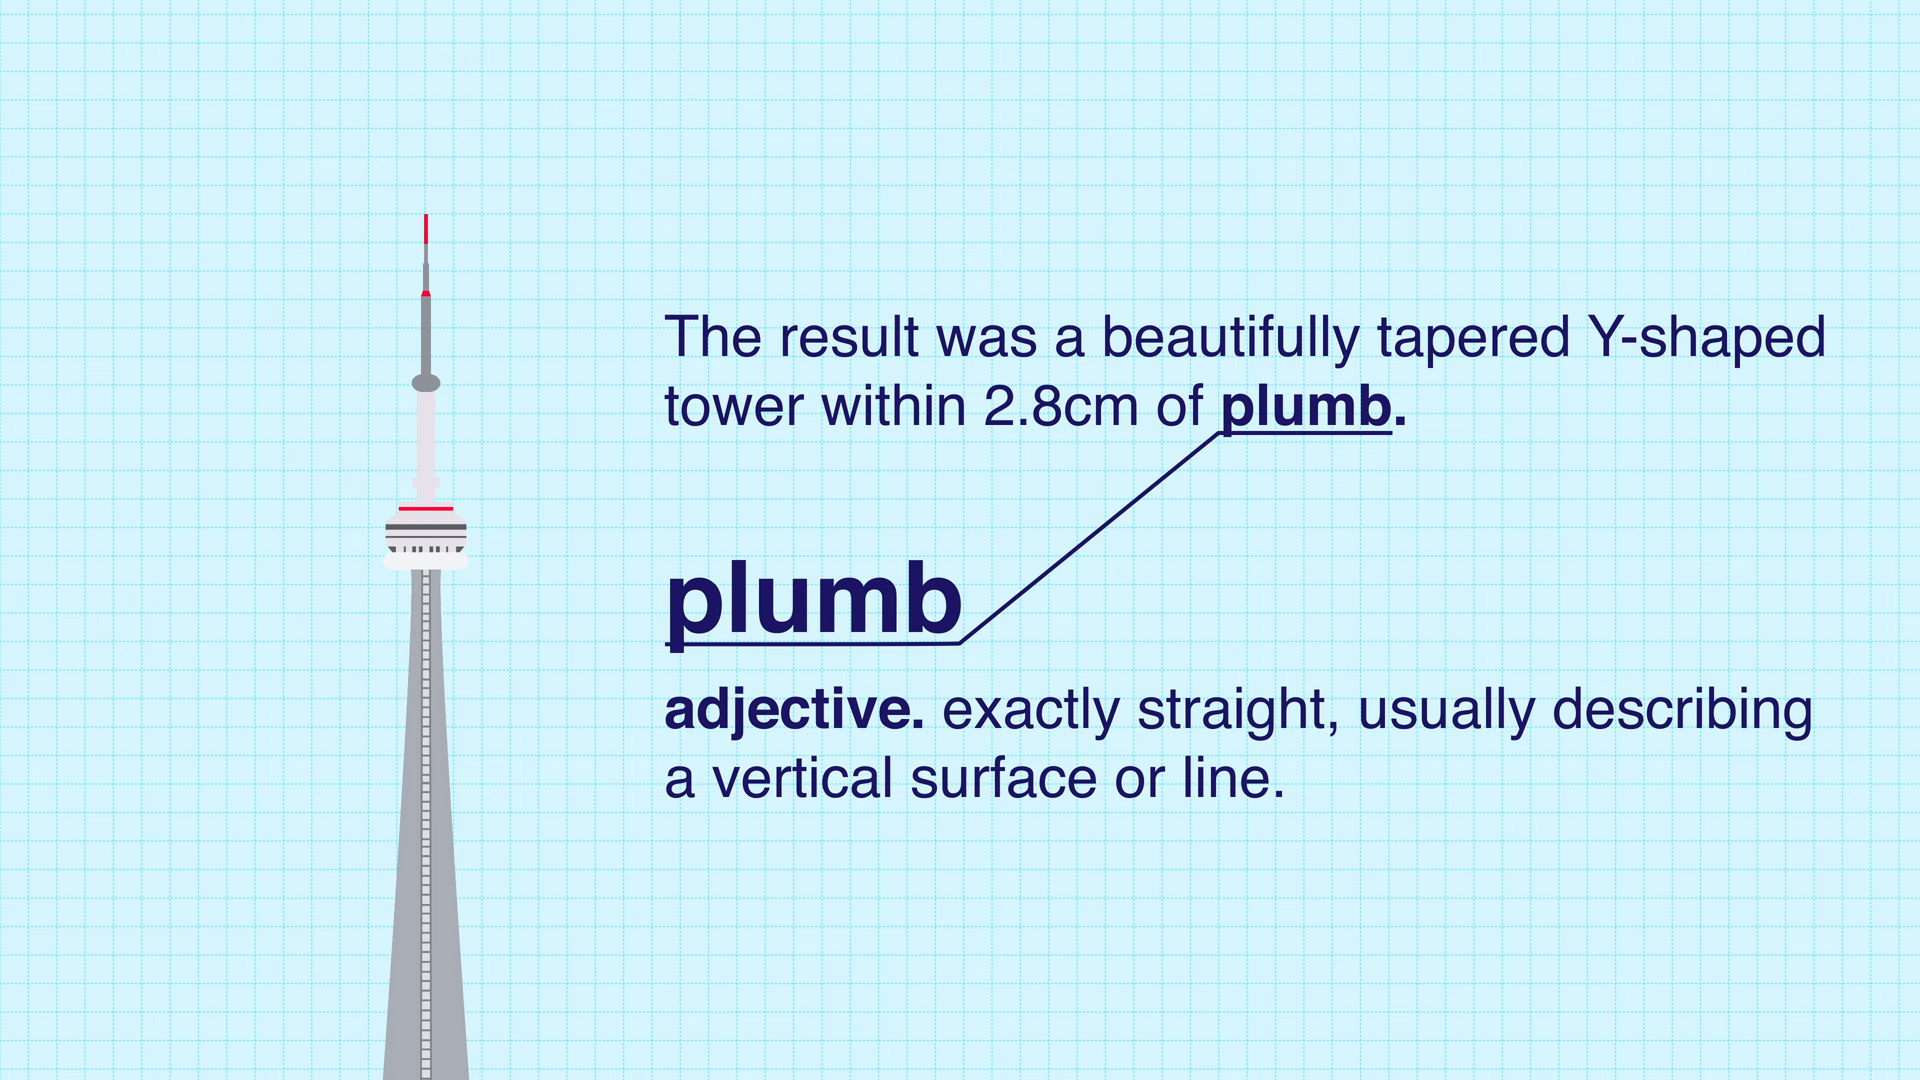 The result was a beautifully tapered Y-shaped
tower within 2.8cm of plumb.
plumb
adjective. exactly straight, usually describing
a vertical surface or line.